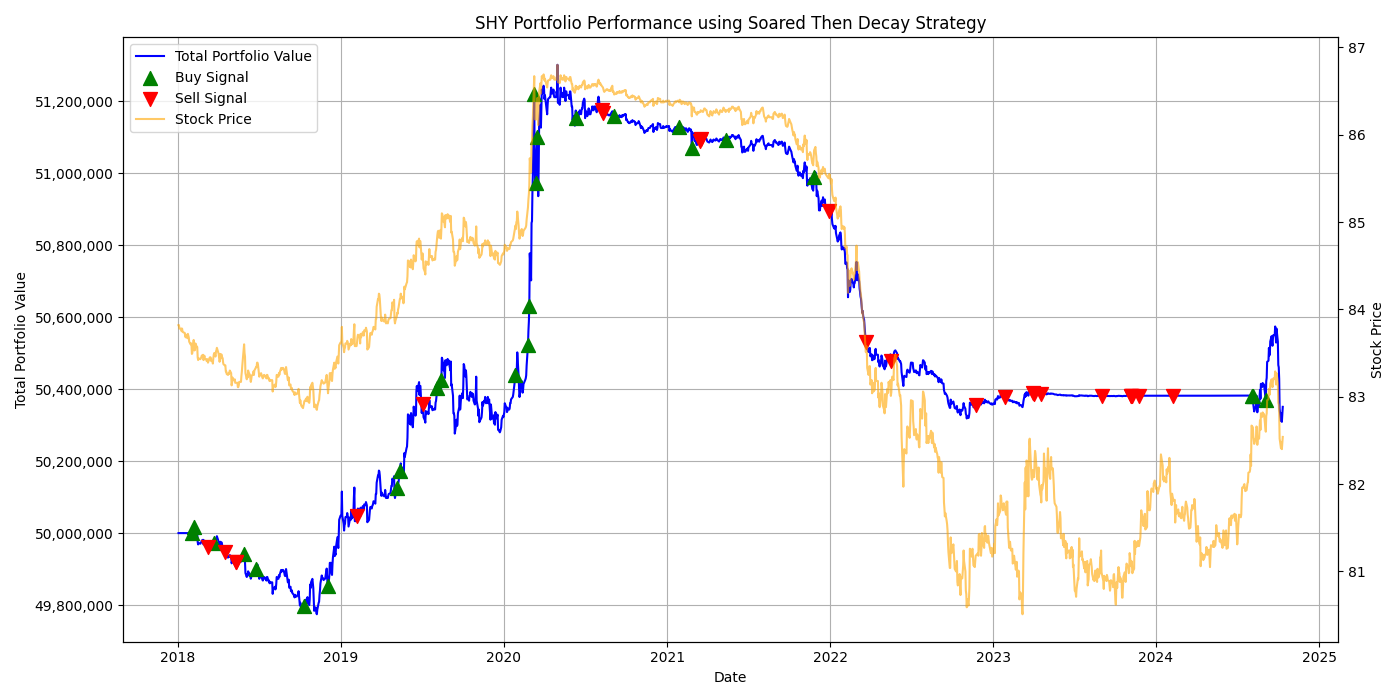 SHY Portfolio Performance using Soared Then Decay Strategy
Total Portfolio Value
Buy Signal
Sell Signal
Stock Price
51,200,000
51,000,000
50,800,000
50,600,000
50,400,000
50,200,000
50,000,000
49,800,000
Total Portfolio Value
87
86
85
84
83
82
81
Stock Price
2018
2019
2020
2021
2022
2023
2024
2025
Date